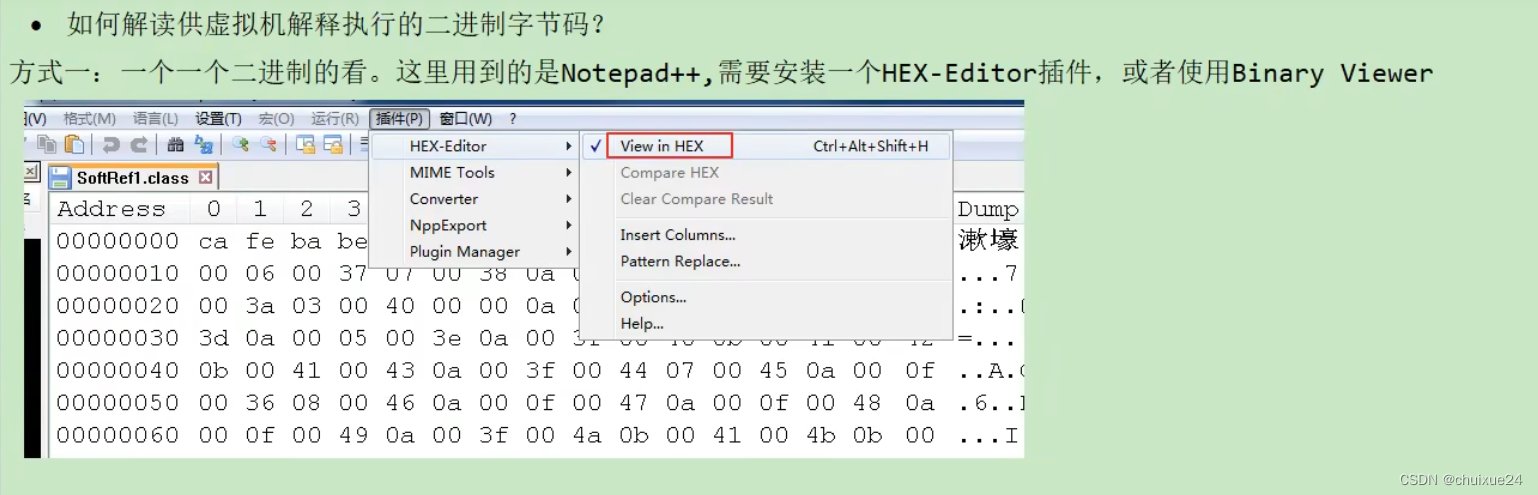 • 如何解读供虚拟机解释执行的二进制字节码？
方式一：一个一个二进制的看。这里用到的是Notepad++,需要安装一个HEX-Editor插件，或者使用Binary Viewer
(V) 格式(M) 语言(L) 设置(T) 宏(O) 运行(R) 插件(P) 窗口(W) ?
HEX-Editor
MIME Tools
Converter
NppExport
Plugin Manager
View in HEX Ctrl+Alt+Shift+H
Compare HEX
Clear Compare Result
Insert Columns...
Pattern Replace...
Options...
Help...
SoftRef1.class
Address 0 1 2 3 Dump
00000000 ca fe ba be 漱壕
00000010 00 06 00 37 07 00 38 0a ...7
00000020 00 3a 03 00 40 00 00 0a .:..
00000030 3d 0a 00 05 00 3e 0a 00 =...
00000040 0b 00 41 00 43 0a 00 3f 00 44 07 00 45 0a 00 0f ..A.
00000050 00 36 08 00 46 0a 00 0f 00 47 0a 00 0f 00 48 0a .6..
00000060 00 0f 00 49 0a 00 3f 00 4a 0b 00 41 00 4b 0b 00 ...I
CSDN @chuixue24